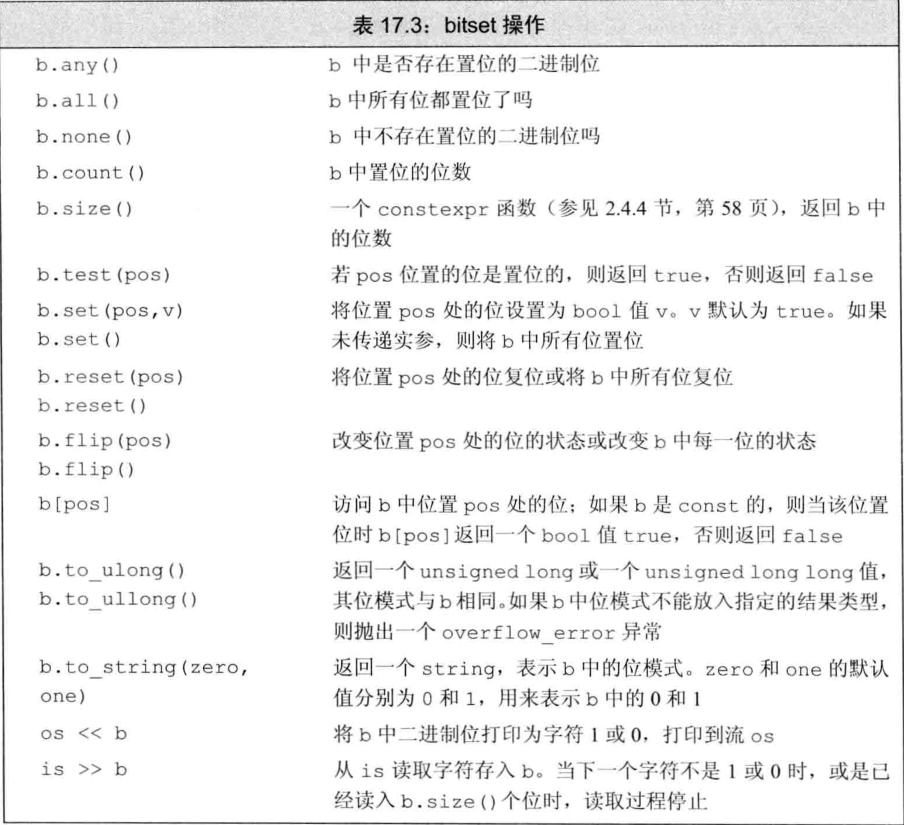 表 17.3：bitset 操作
b.any() b 中是否存在置位的二进制位
b.all() b 中所有位都置位了吗
b.none() b 中不存在置位的二进制位吗
b.count() b 中置位的位数
b.size() 一个 constexpr 函数（参见 2.4.4 节，第 58 页），返回 b 中
的位数
b.test(pos) 若 pos 位置的位是置位的，则返回 true，否则返回 false
b.set(pos,v) 将位置 pos 处的位设置为 bool 值 v。v 默认为 true。如果
b.set() 未传递实参，则将 b 中所有位置位
b.reset(pos) 将位置 pos 处的位复位或将 b 中所有位复位
b.reset()
b.flip(pos) 改变位置 pos 处的位的状态或改变 b 中每一位的状态
b.flip()
b[pos] 访问 b 中位置 pos 处的位；如果 b 是 const 的，则当该位置
位时 b[pos]返回一个 bool 值 true，否则返回 false
b.to_ulong() 返回一个 unsigned long 或一个 unsigned long long 值，
b.to_ullong() 其位模式与 b 相同。如果 b 中位模式不能放入指定的结果类型，
则抛出一个 overflow_error 异常
b.to_string(zero, 返回一个 string，表示 b 中的位模式。zero 和 one 的默认
one) 值分别为 0 和 1，用来表示 b 中的 0 和 1
os << b 将 b 中二进制位打印为字符 1 或 0，打印到流 os
is >> b 从 is 读取字符存入 b。当下一个字符不是 1 或 0 时，或是已
经读入 b.size()个位时，读取过程停止